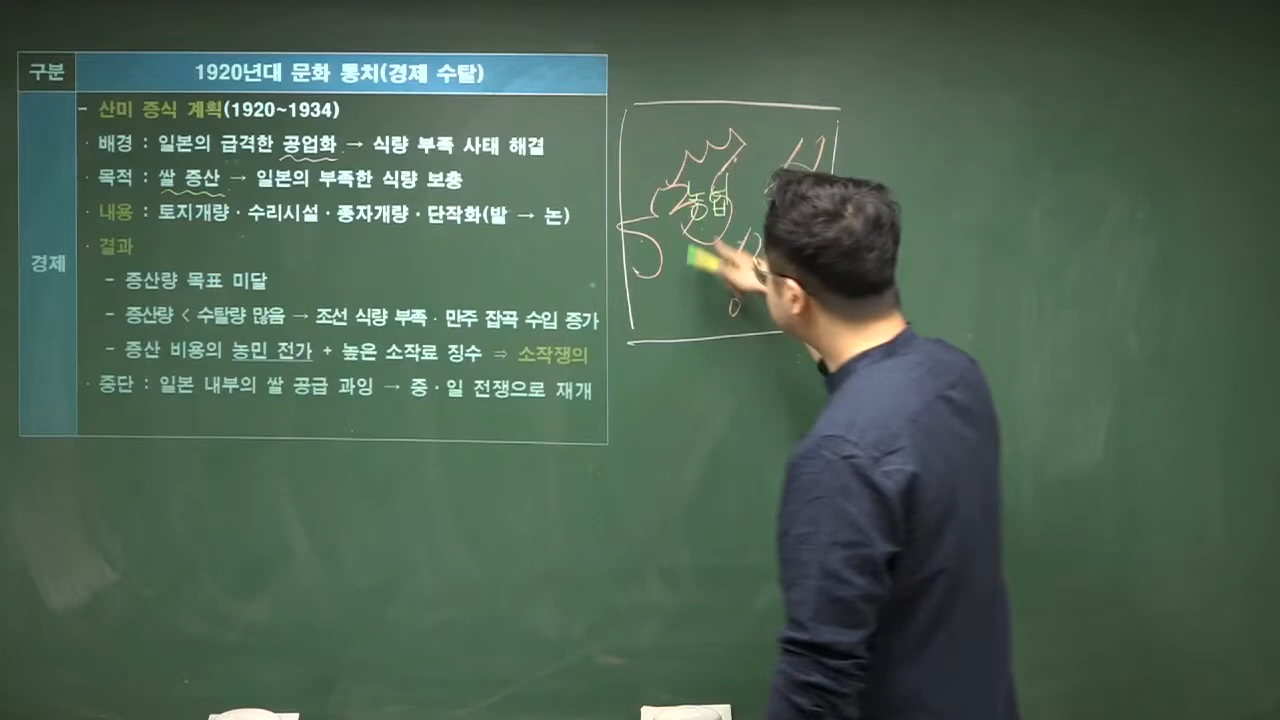 구분
1920년대 문화 통치(경제 수탈)
경제
- 산미 증식 계획(1920~1934)
· 배경 : 일본의 급격한 공업화 → 식량 부족 사태 해결
· 목적 : 쌀 증산 → 일본의 부족한 식량 보충
· 내용 : 토지개량·수리시설·종자개량·단작화(밭 → 논)
· 결과
- 증산량 목표 미달
- 증산량 < 수탈량 많음 → 조선 식량 부족·만주 잡곡 수입 증가
- 증산 비용의 농민 전가 + 높은 소작료 징수 ⇒ 소작쟁의
· 중단 : 일본 내부의 쌀 공급 과잉 → 중·일 전쟁으로 재개
농업